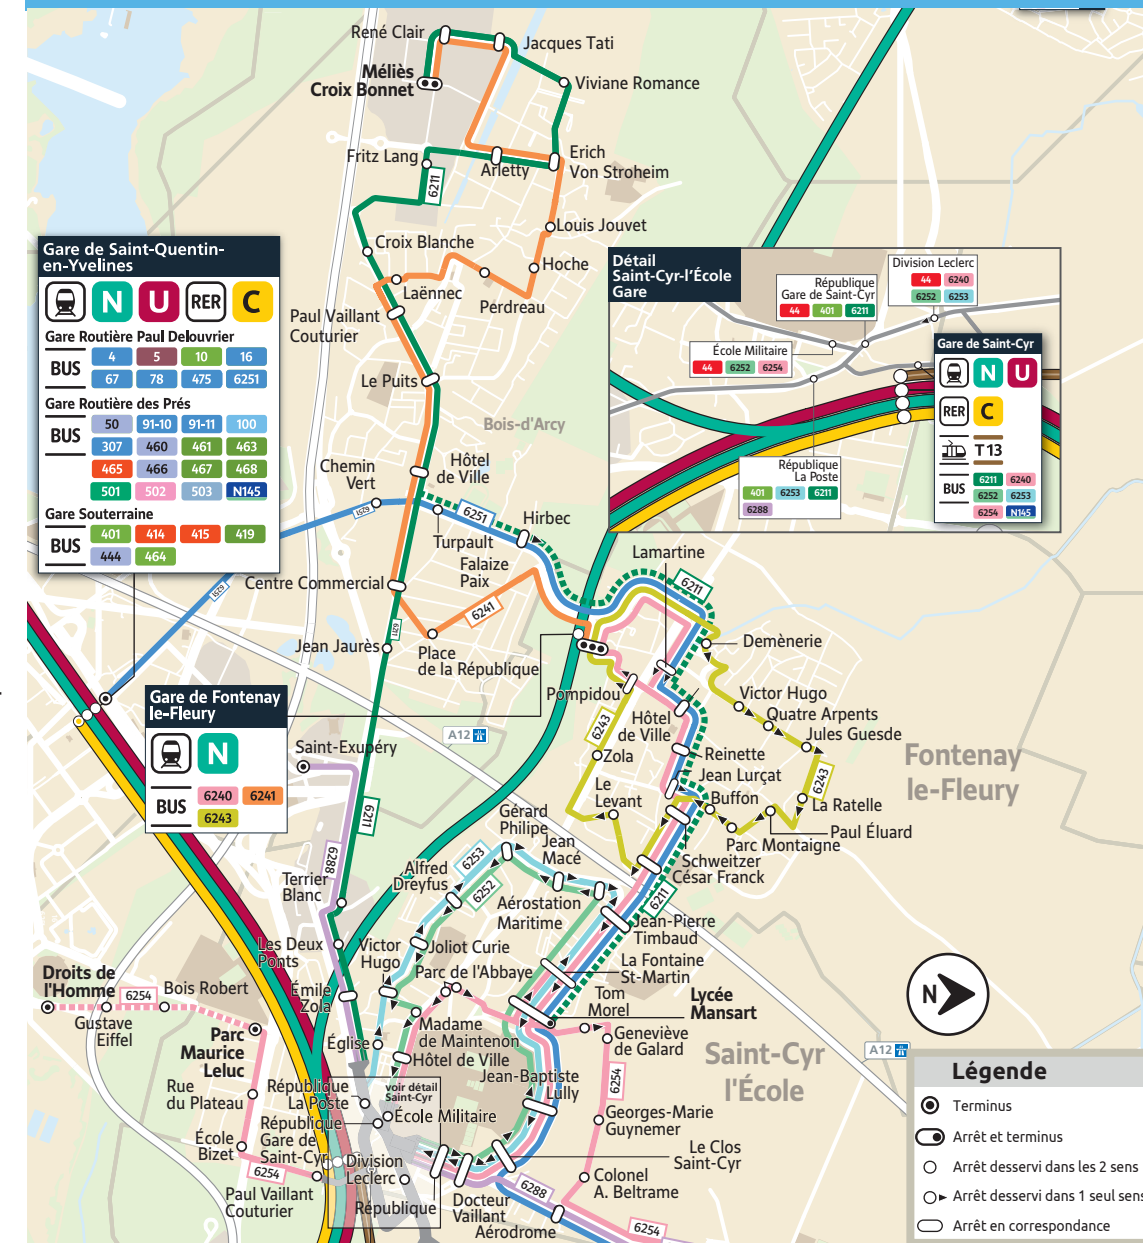 René Clair
Jacques Tati
Méliès
Croix Bonnet
Viviane Romance
Fritz Lang
Arletty
Erich
Von Stroheim
6211
Louis Jouvet
Croix Blanche
Hoche
Laënnec
Perdreau
Paul Vaillant
Couturier
Le Puits
Bois-d'Arcy
Chemin
Vert
Hôtel
de Ville
6251
6251
Hirbec
Turpault
Falaize
Paix
Centre Commercial
6241
6251
6211
Jean Jaurès
Place
de la République
Gare de Saint-Quentin-
en-Yvelines
N U RER C
Gare Routière Paul Delouvrier
BUS
4 5 10 16
67 78 475 6251
Gare Routière des Prés
BUS
50 91-10 91-11 100
307 460 461 463
465 466 467 468
501 502 503 N145
Gare Souterraine
BUS
401 414 415 419
444 464
Détail
Saint-Cyr-l'École
Gare
Division Leclerc
44 6240
6252 6253
République
Gare de Saint-Cyr
44 401 6211
École Militaire
44 6252 6254
République
La Poste
401 6253 6211
6288
Gare de Saint-Cyr
N U
RER C
T13
BUS
6211 6240
6252 6253
6254 N145
Lamartine
6211
Demènerie
Pompidou
Victor Hugo
Quatre Arpents
Jules Guesde
Hôtel
de Ville
6243
Zola
Reinette
Jean Lurçat
Fontenay
le-Fleury
Le
Levant
Buffon
6243
La Ratelle
Paul Éluard
Parc Montaigne
Schweitzer
César Franck
6211
A12
Gare de Fontenay
le-Fleury
N
BUS
6240 6241
6243
Saint-Exupéry
6211
6288
Gérard
Philipe
Jean
Macé
6253
6252
Alfred
Dreyfus
Terrier
Blanc
Aérostation
Maritime
Jean-Pierre
Timbaud
Les Deux
Ponts
Victor
Hugo
Joliot Curie
Parc de l'Abbaye
La Fontaine
St-Martin
Droits de
l'Homme
6254
Bois Robert
Gustave
Eiffel
Émile
Zola
Tom
Morel
Lycée
Mansart
N
Parc
Maurice
Leluc
Église
Madame
de Maintenon
Hôtel de Ville
Geneviève
de Galard
Saint-Cyr
l'École
A12
Rue
du Plateau
République
La Poste
voir détail
Saint-Cyr
Jean-Baptiste
Lully
6254
République
Gare de
Saint-Cyr
École Militaire
Georges-Marie
Guynemer
École
Bizet
6254
Division
Leclerc
Le Clos
Saint-Cyr
Paul Vaillant
Couturier
République
Docteur
Vaillant
Aérodrome
6288
Colonel
A. Beltrame
6254
Légende
Terminus
Arrêt et terminus
Arrêt desservi dans les 2 sens
Arrêt desservi dans 1 seul sens
Arrêt en correspondance